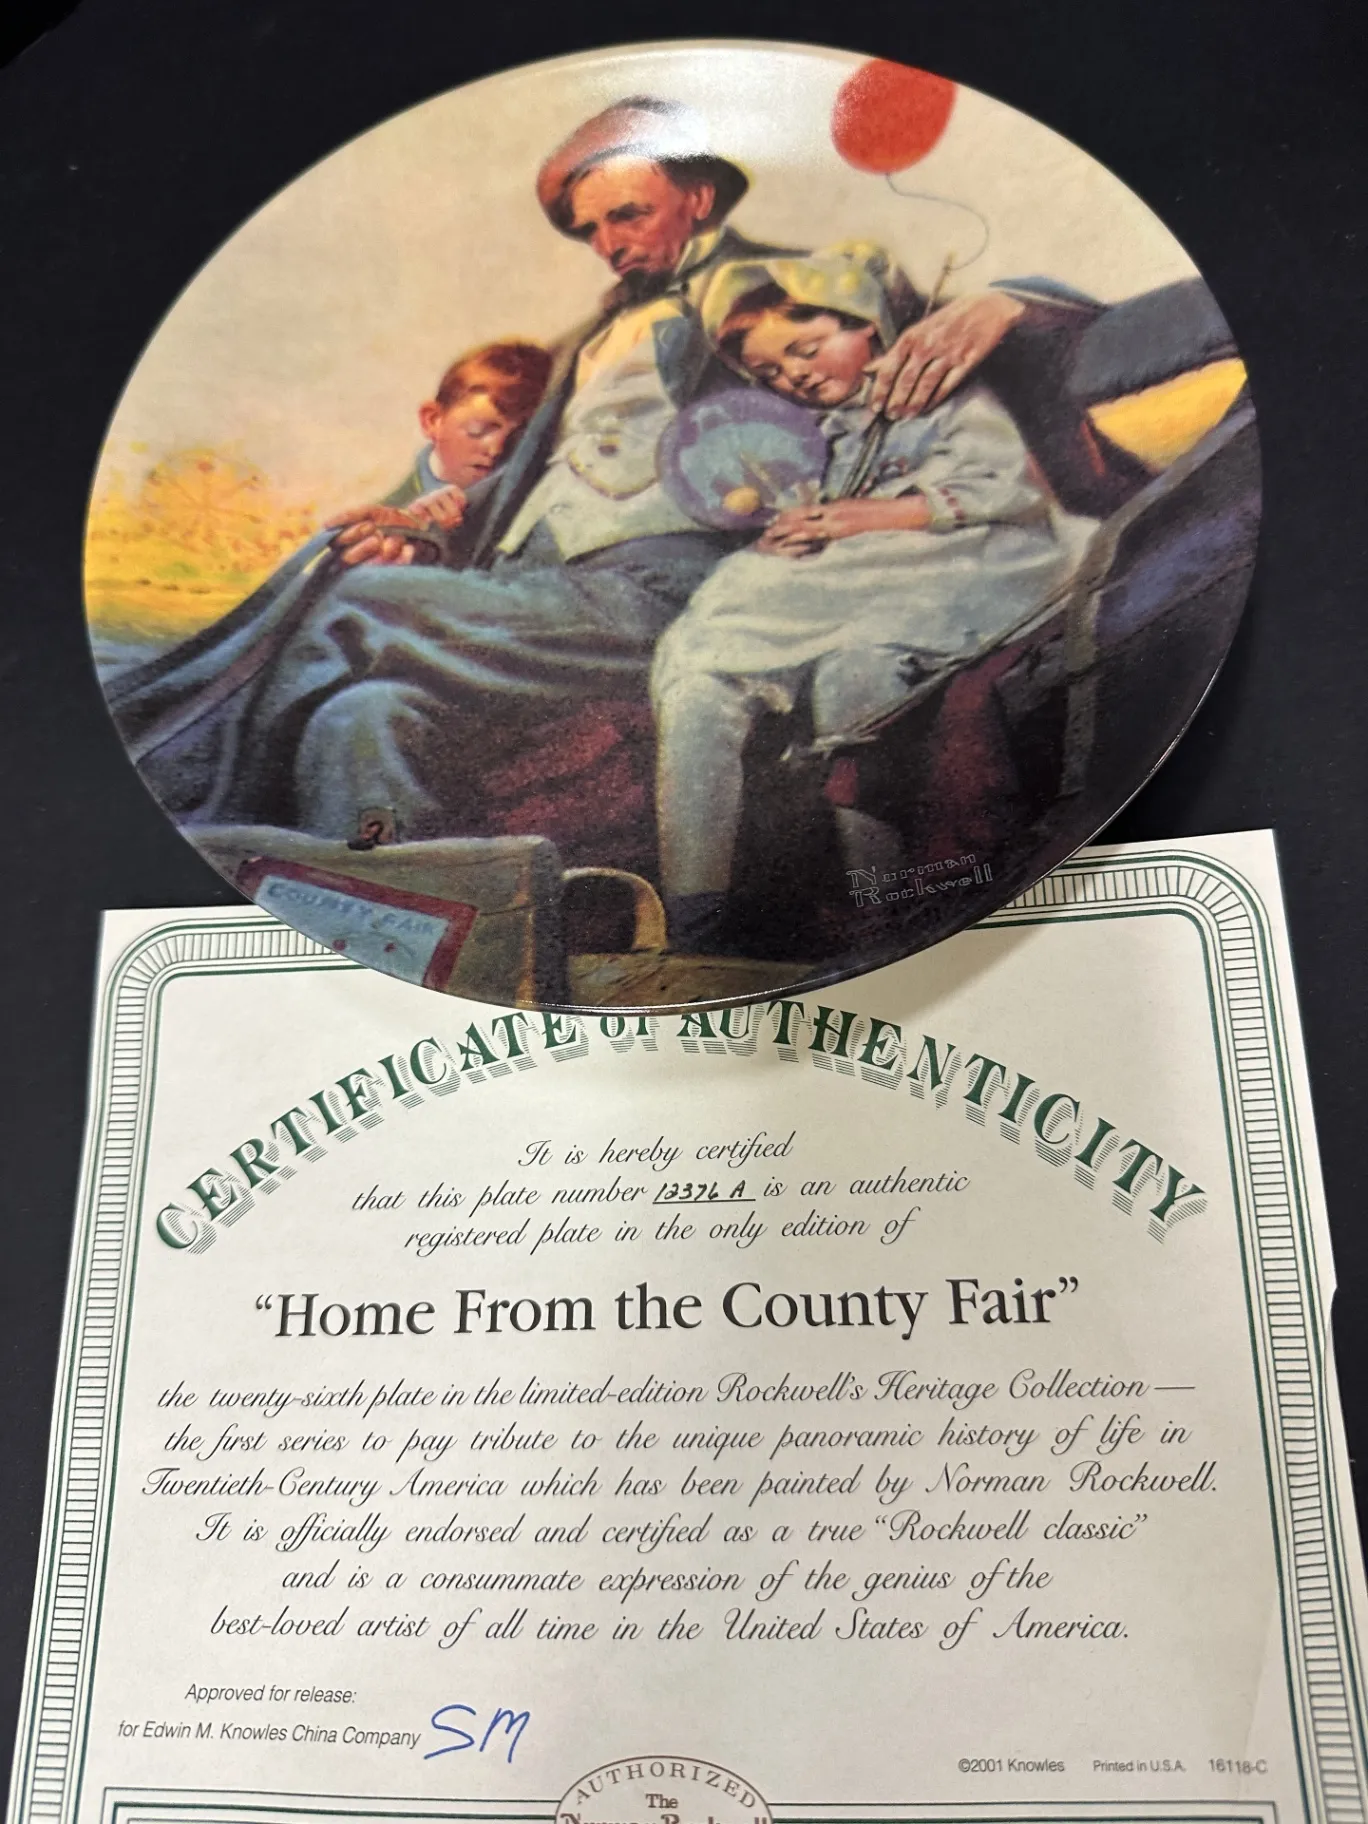 COUNTY FAIR
Norman
Rockwell
CERTIFICATE of AUTHENTICITY
It is hereby certified
that this plate number 12376 A is an authentic
registered plate in the only edition of
“Home From the County Fair”
the twenty-sixth plate in the limited-edition Rockwell's Heritage Collection —
the first series to pay tribute to the unique panoramic history of life in
Twentieth-Century America which has been painted by Norman Rockwell.
It is officially endorsed and certified as a true “Rockwell classic”
and is a consummate expression of the genius of the
best-loved artist of all time in the United States of America.
Approved for release:
for Edwin M. Knowles China Company SM
©2001 Knowles Printed in U.S.A. 16118-C
AUTHORIZED
The
Norman Rockwell